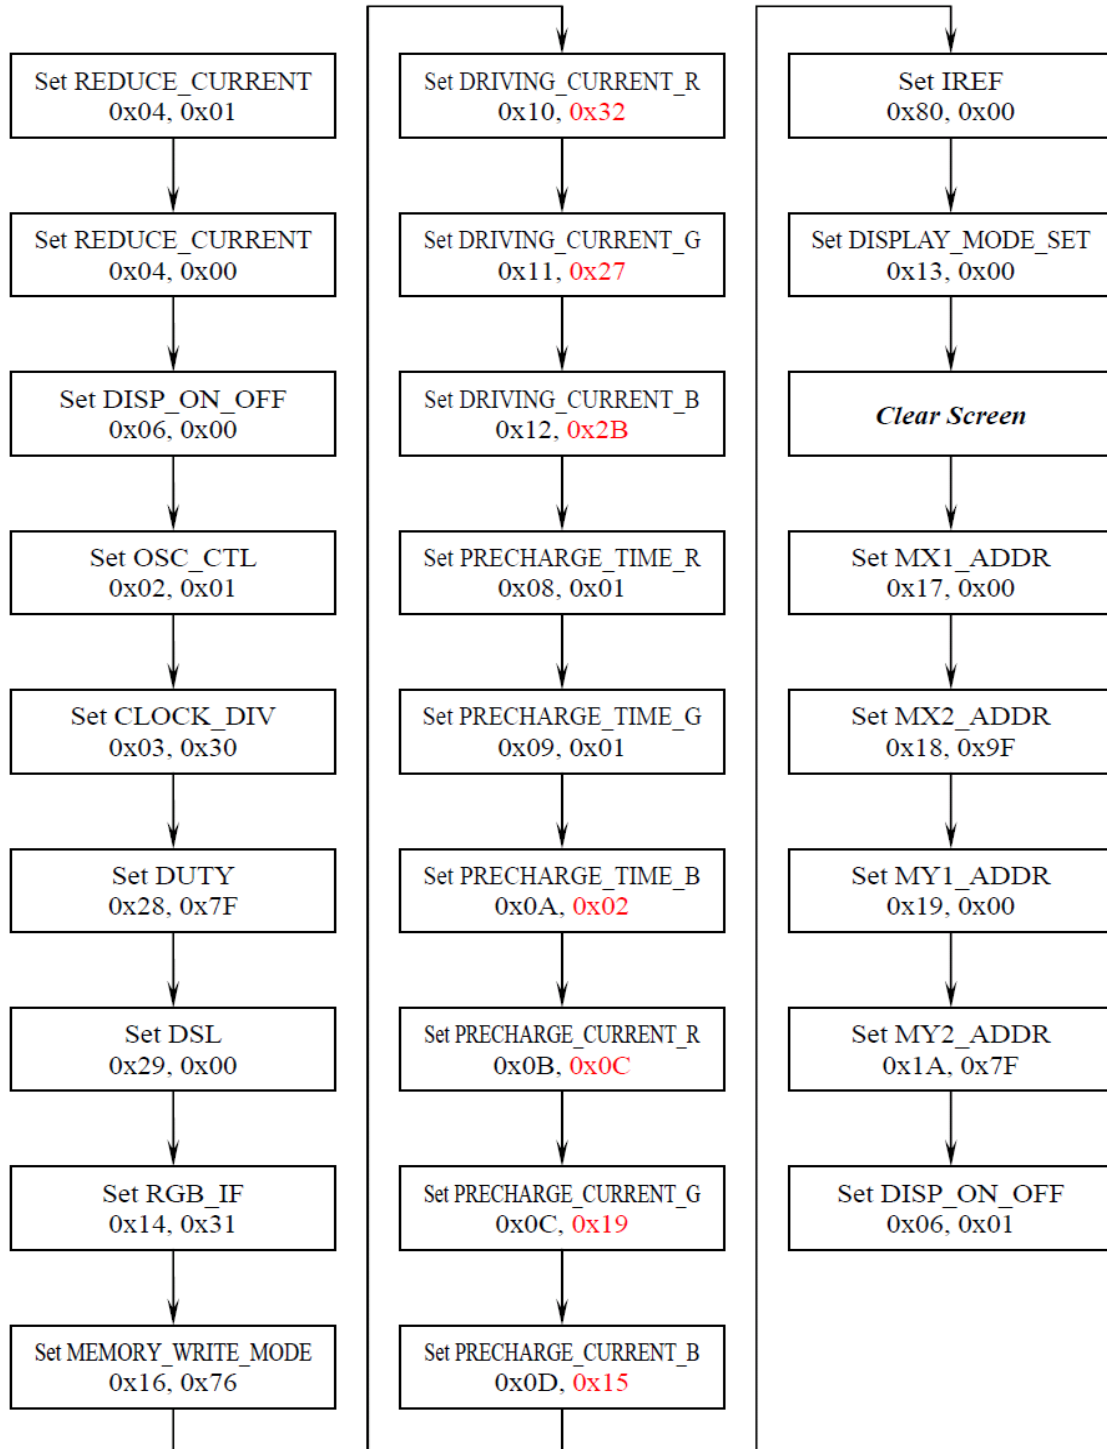 Set REDUCE_CURRENT
0x04, 0x01
Set REDUCE_CURRENT
0x04, 0x00
Set DISP_ON_OFF
0x06, 0x00
Set OSC_CTL
0x02, 0x01
Set CLOCK_DIV
0x03, 0x30
Set DUTY
0x28, 0x7F
Set DSL
0x29, 0x00
Set RGB_IF
0x14, 0x31
Set MEMORY_WRITE_MODE
0x16, 0x76
Set DRIVING_CURRENT_R
0x10, 0x32
Set DRIVING_CURRENT_G
0x11, 0x27
Set DRIVING_CURRENT_B
0x12, 0x2B
Set PRECHARGE_TIME_R
0x08, 0x01
Set PRECHARGE_TIME_G
0x09, 0x01
Set PRECHARGE_TIME_B
0x0A, 0x02
Set PRECHARGE_CURRENT_R
0x0B, 0x0C
Set PRECHARGE_CURRENT_G
0x0C, 0x19
Set PRECHARGE_CURRENT_B
0x0D, 0x15
Set IREF
0x80, 0x00
Set DISPLAY_MODE_SET
0x13, 0x00
Clear Screen
Set MX1_ADDR
0x17, 0x00
Set MX2_ADDR
0x18, 0x9F
Set MY1_ADDR
0x19, 0x00
Set MY2_ADDR
0x1A, 0x7F
Set DISP_ON_OFF
0x06, 0x01